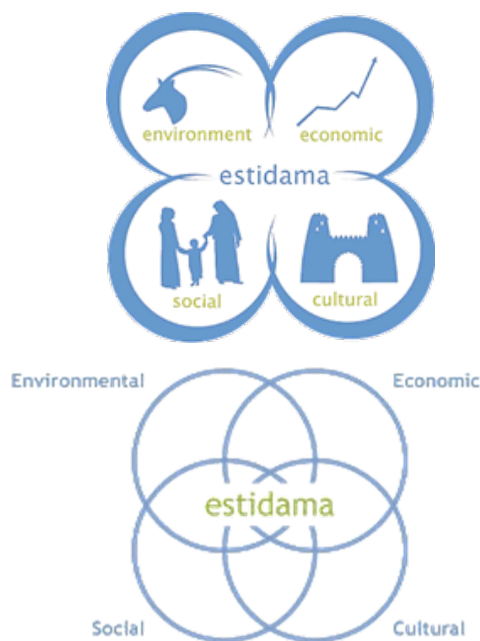 environment economic
estidama
social cultural
Environmental Economic
estidama
Social Cultural